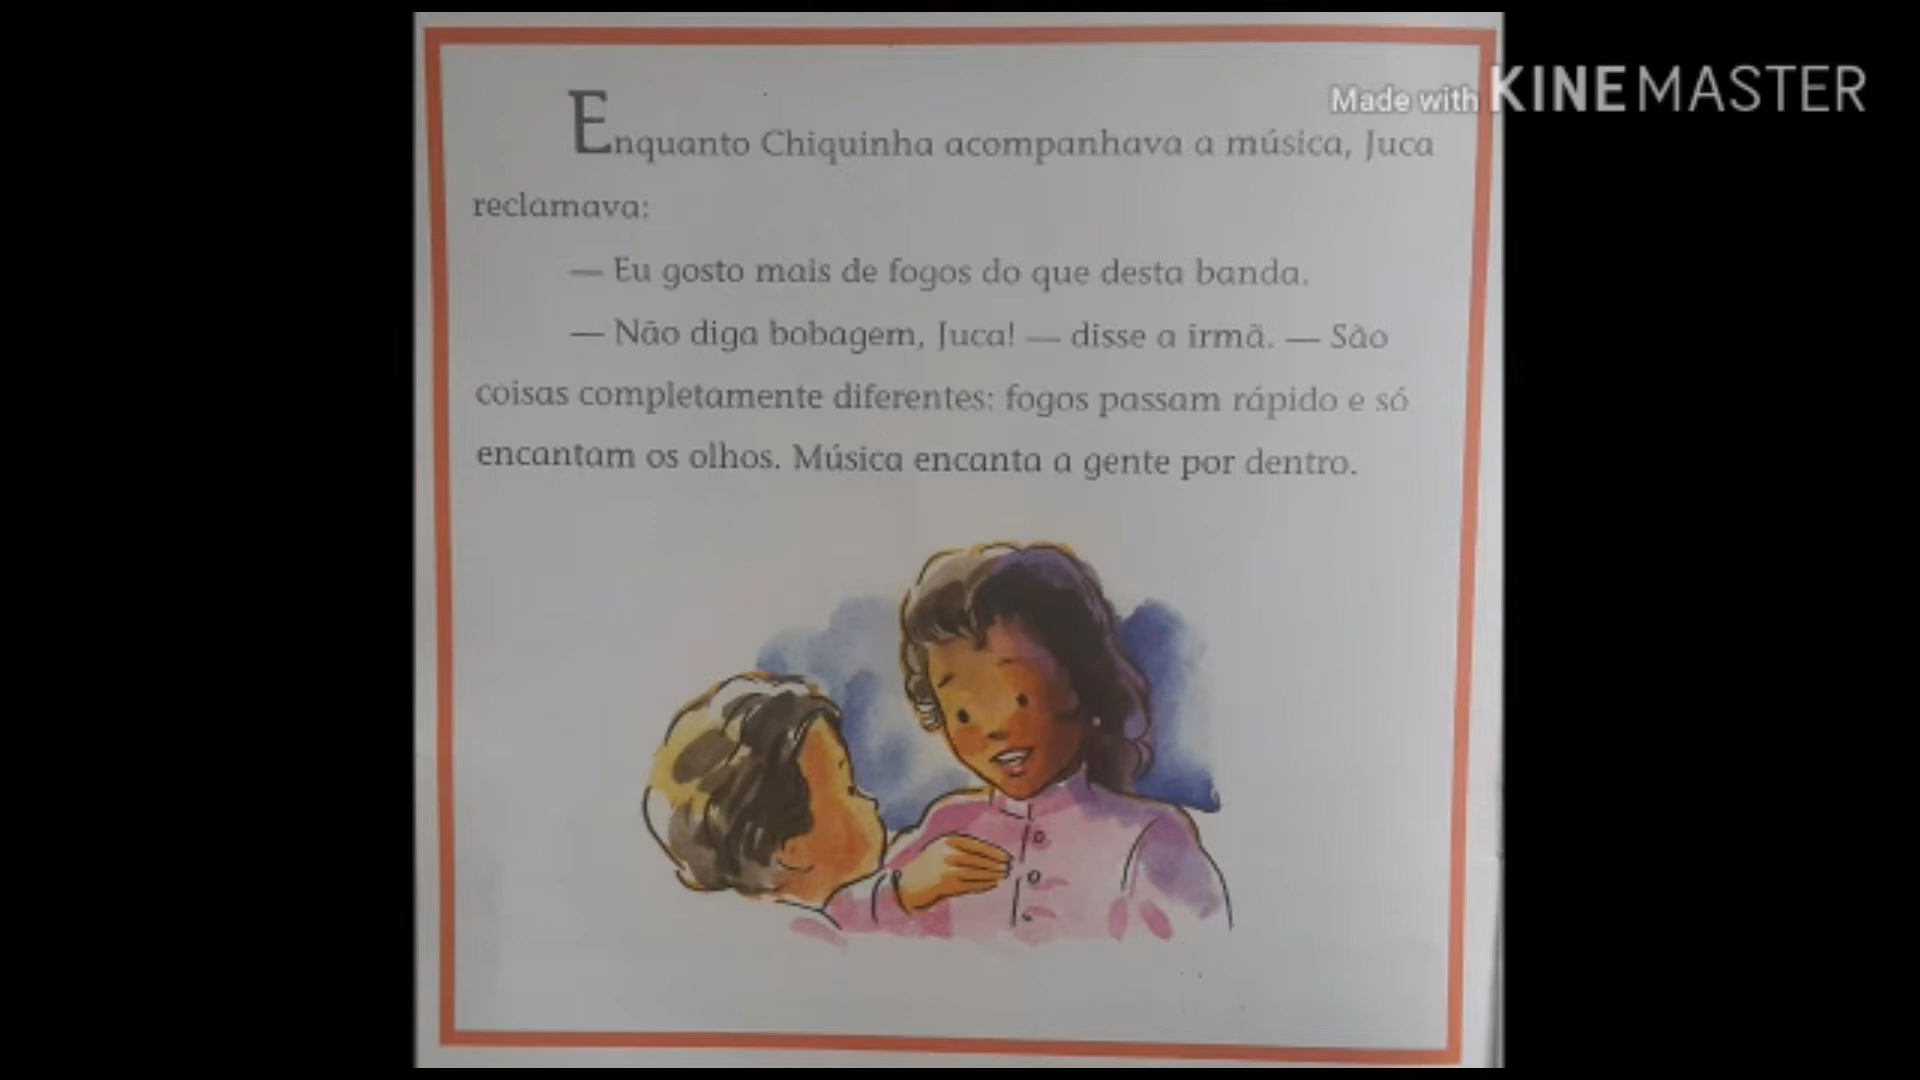 Made with KINEMASTER
Enquanto Chiquinha acompanhava a música, Juca
reclamava:
— Eu gosto mais de fogos do que desta banda.
— Não diga bobagem, Juca! — disse a irmã. — São
coisas completamente diferentes: fogos passam rápido e só
encantam os olhos. Música encanta a gente por dentro.